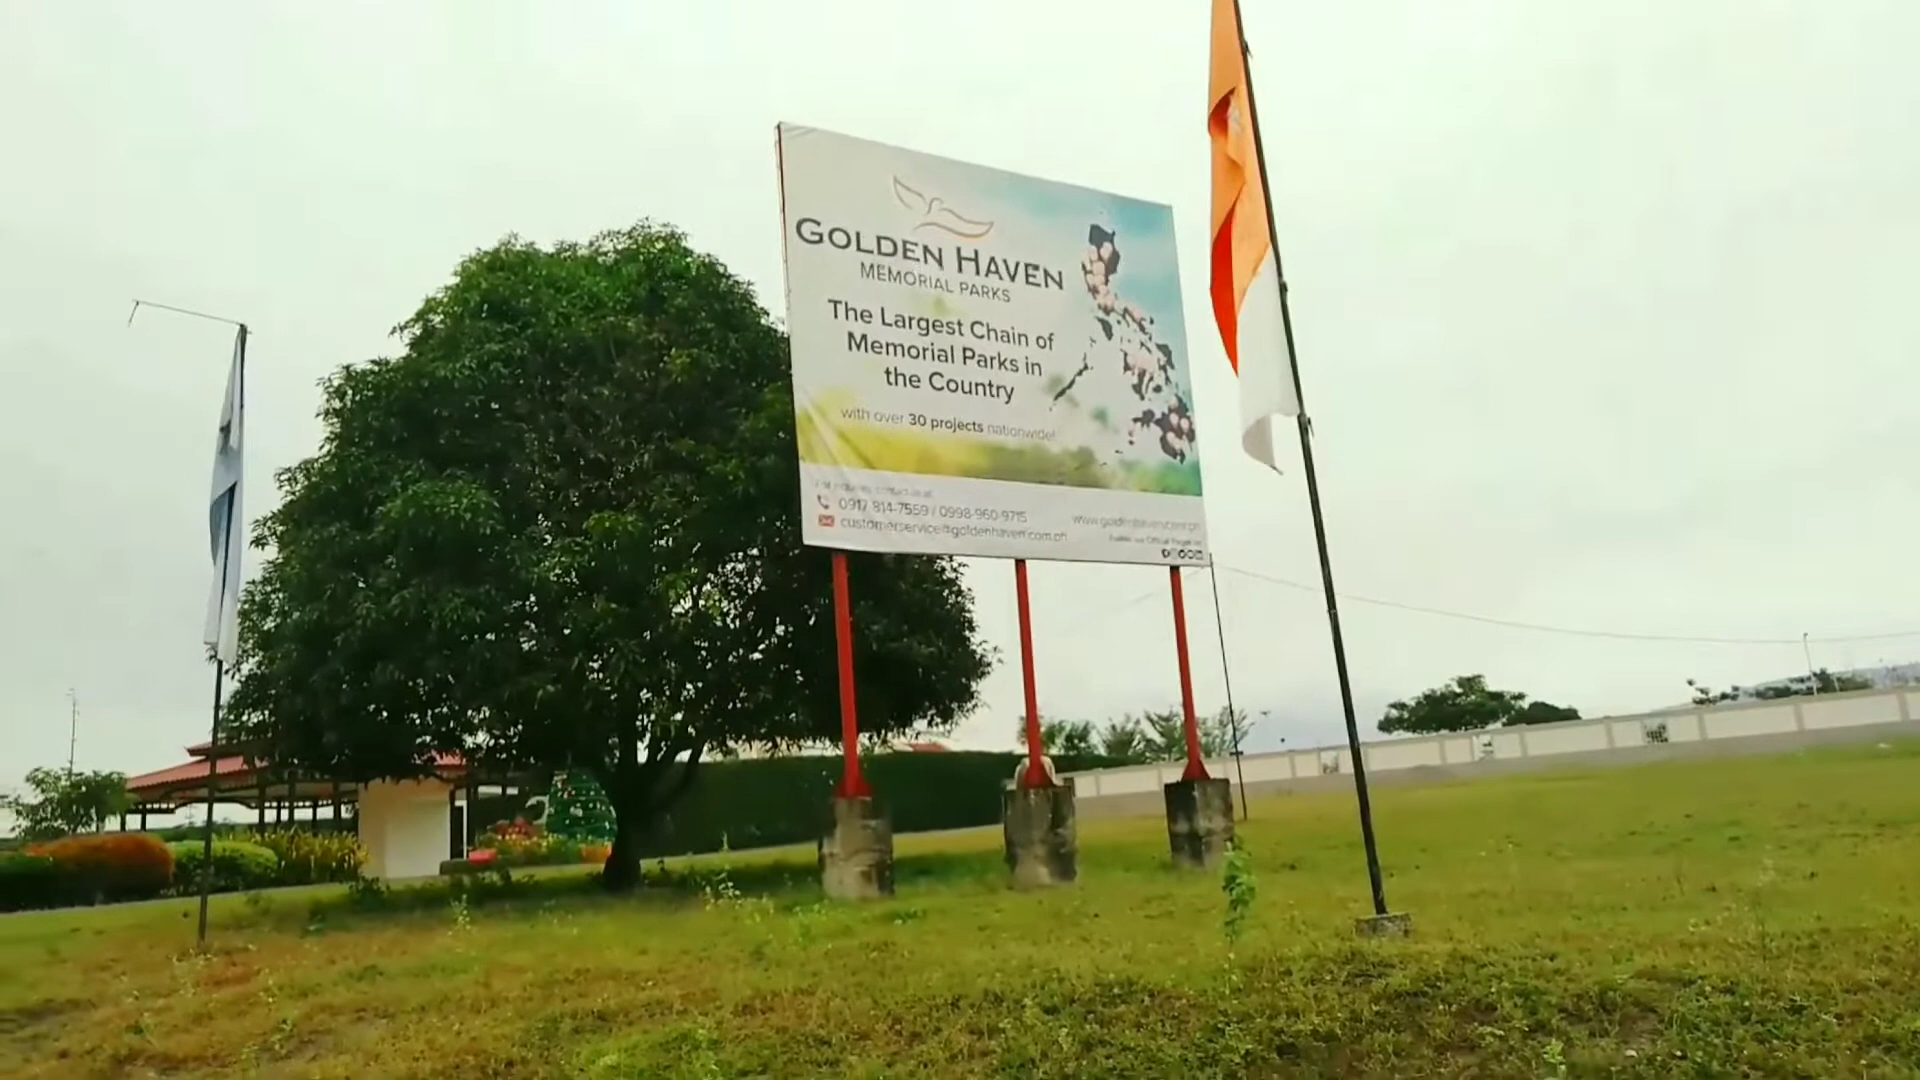 GOLDEN HAVEN
MEMORIAL PARKS
The Largest Chain of
Memorial Parks in
the Country
with over 30 projects nationwide!
0917-814-7559 / 0998-960-9715
customerservice@goldenhaven.com.ph